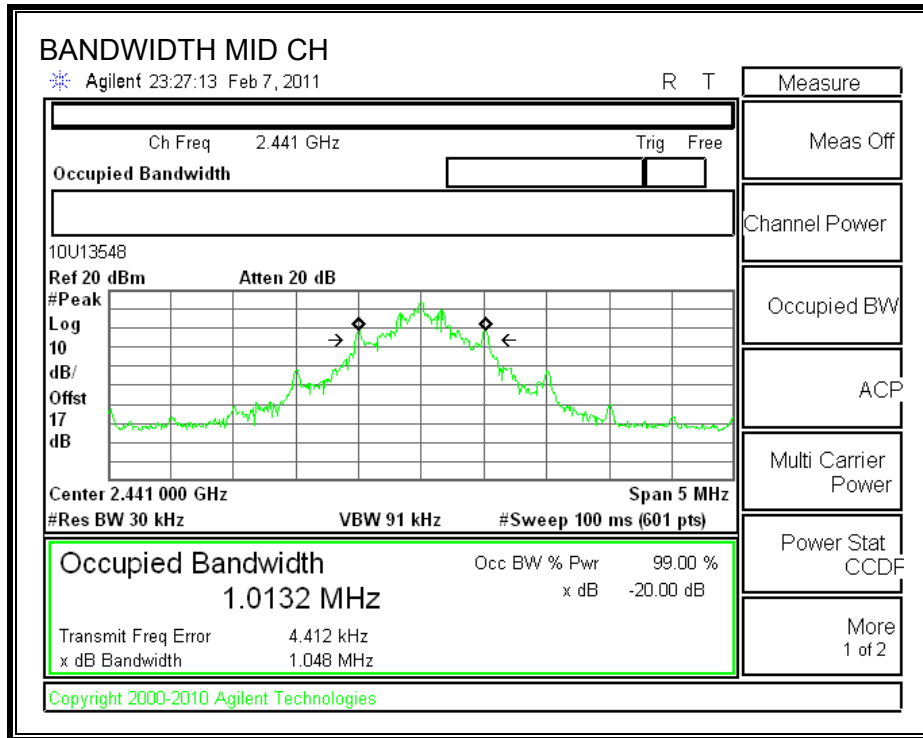 BANDWIDTH MID CH
Agilent 23:27:13 Feb 7, 2011 R T
Measure
Ch Freq 2.441 GHz Trig Free
Meas Off
Occupied Bandwidth
Channel Power
10U13548
Ref 20 dBm Atten 20 dB
#Peak
Log
10
dB/
Offst
17
dB
Occupied BW
ACP
Multi Carrier
Power
Center 2.441 000 GHz Span 5 MHz
#Res BW 30 kHz VBW 91 kHz #Sweep 100 ms (601 pts)
Power Stat
CCDF
Occupied Bandwidth Occ BW % Pwr 99.00 %
1.0132 MHz x dB -20.00 dB
Transmit Freq Error 4.412 kHz
x dB Bandwidth 1.048 MHz
More
1 of 2
Copyright 2000-2010 Agilent Technologies